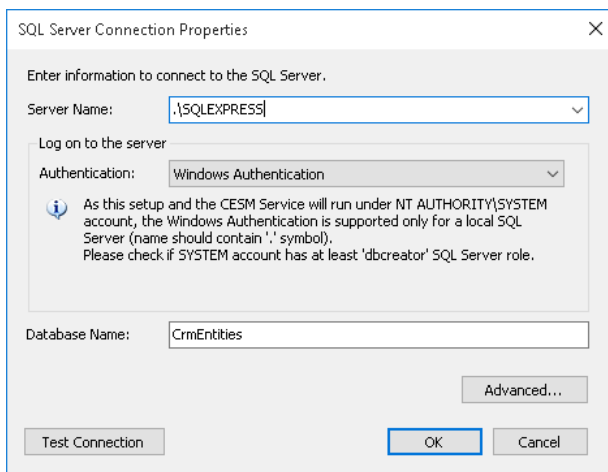 SQL Server Connection Properties
Enter information to connect to the SQL Server.
Server Name: .\SQLEXPRESS
Log on to the server
Authentication: Windows Authentication
As this setup and the CESM Service will run under NT AUTHORITY\SYSTEM
account, the Windows Authentication is supported only for a local SQL
Server (name should contain '.' symbol).
Please check if SYSTEM account has at least 'dbcreator' SQL Server role.
Database Name: CrmEntities
Advanced...
Test Connection OK Cancel